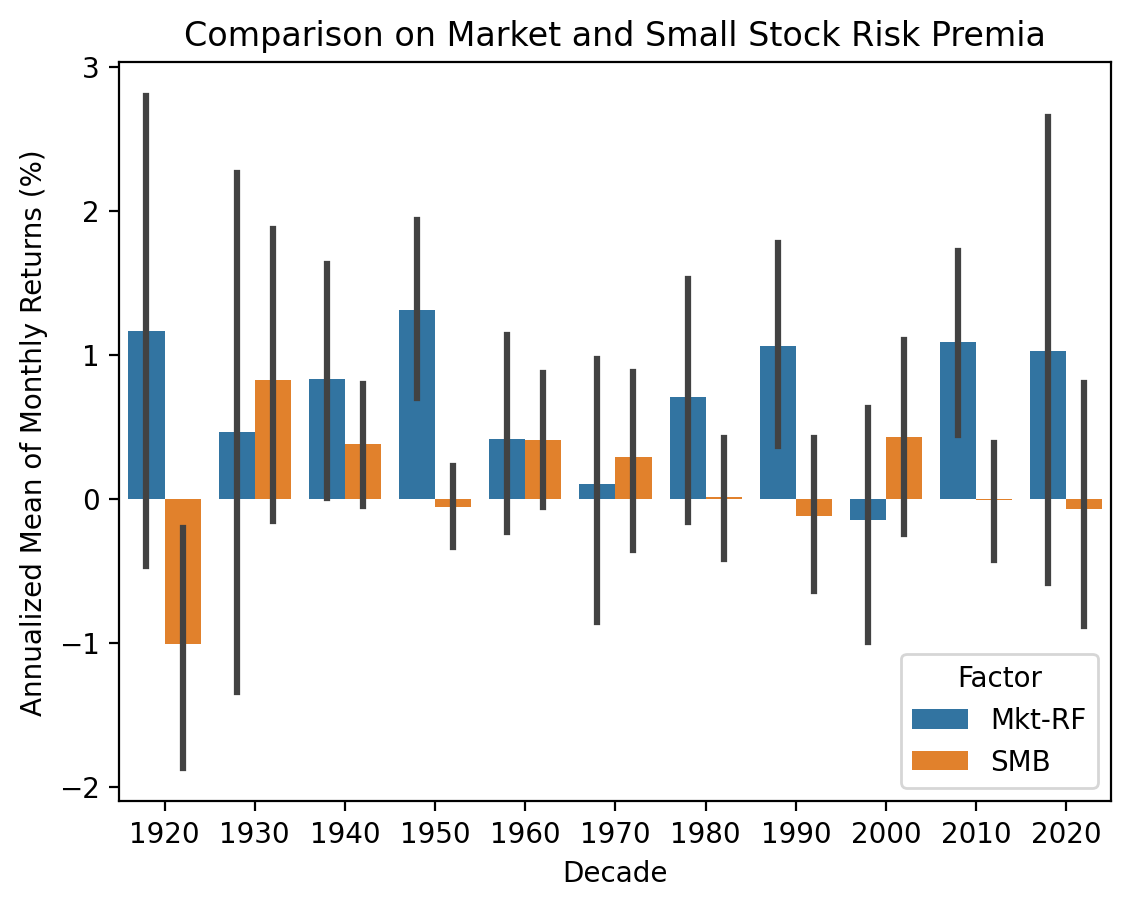 Comparison on Market and Small Stock Risk Premia
Annualized Mean of Monthly Returns (%)
3
2
1
0
−1
−2
1920 1930 1940 1950 1960 1970 1980 1990 2000 2010 2020
Decade
Factor
Mkt-RF
SMB